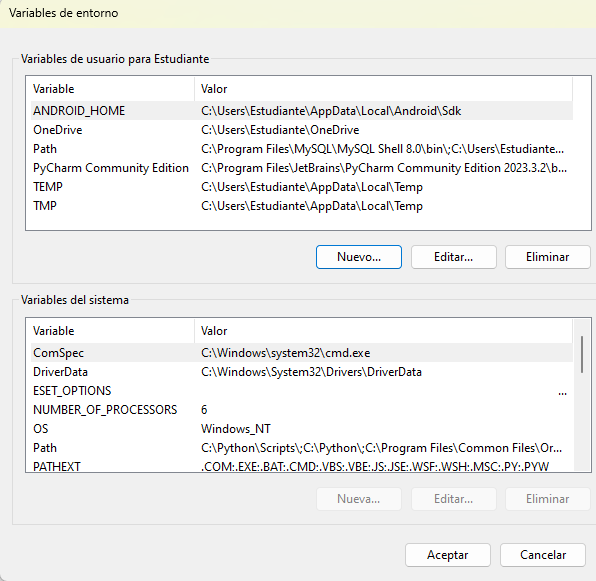 Variables de entorno
Variables de usuario para Estudiante
Variable Valor
ANDROID_HOME C:\Users\Estudiante\AppData\Local\Android\Sdk
OneDrive C:\Users\Estudiante\OneDrive
Path C:\Program Files\MySQL\MySQL Shell 8.0\bin\;C:\Users\Estudiante...
PyCharm Community Edition C:\Program Files\JetBrains\PyCharm Community Edition 2023.3.2\b...
TEMP C:\Users\Estudiante\AppData\Local\Temp
TMP C:\Users\Estudiante\AppData\Local\Temp
Nuevo... Editar... Eliminar
Variables del sistema
Variable Valor
ComSpec C:\Windows\system32\cmd.exe
DriverData C:\Windows\System32\Drivers\DriverData
ESET_OPTIONS ...
NUMBER_OF_PROCESSORS 6
OS Windows_NT
Path C:\Python\Scripts\;C:\Python\;C:\Program Files\Common Files\Or...
PATHEXT .COM;.EXE;.BAT;.CMD;.VBS;.VBE;.JS;.JSE;.WSF;.WSH;.MSC;.PY;.PYW
Nueva... Editar... Eliminar
Aceptar Cancelar